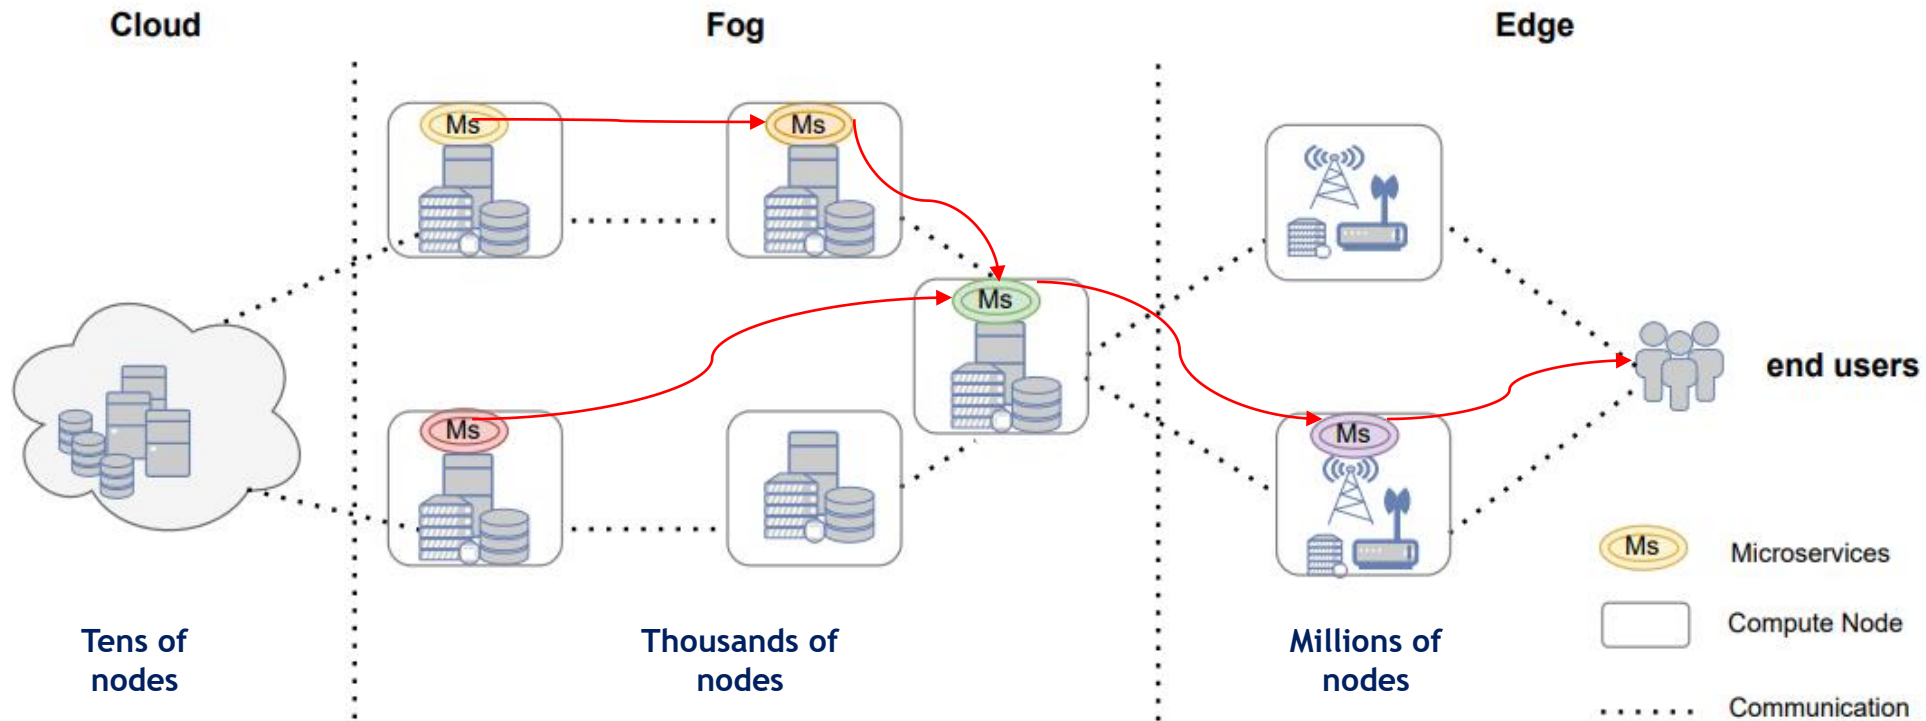 Cloud
Fog
Edge
Ms
Ms
Ms
Ms
Ms
end users
Ms
Microservices
Compute Node
Communication
Tens of
nodes
Thousands of
nodes
Millions of
nodes